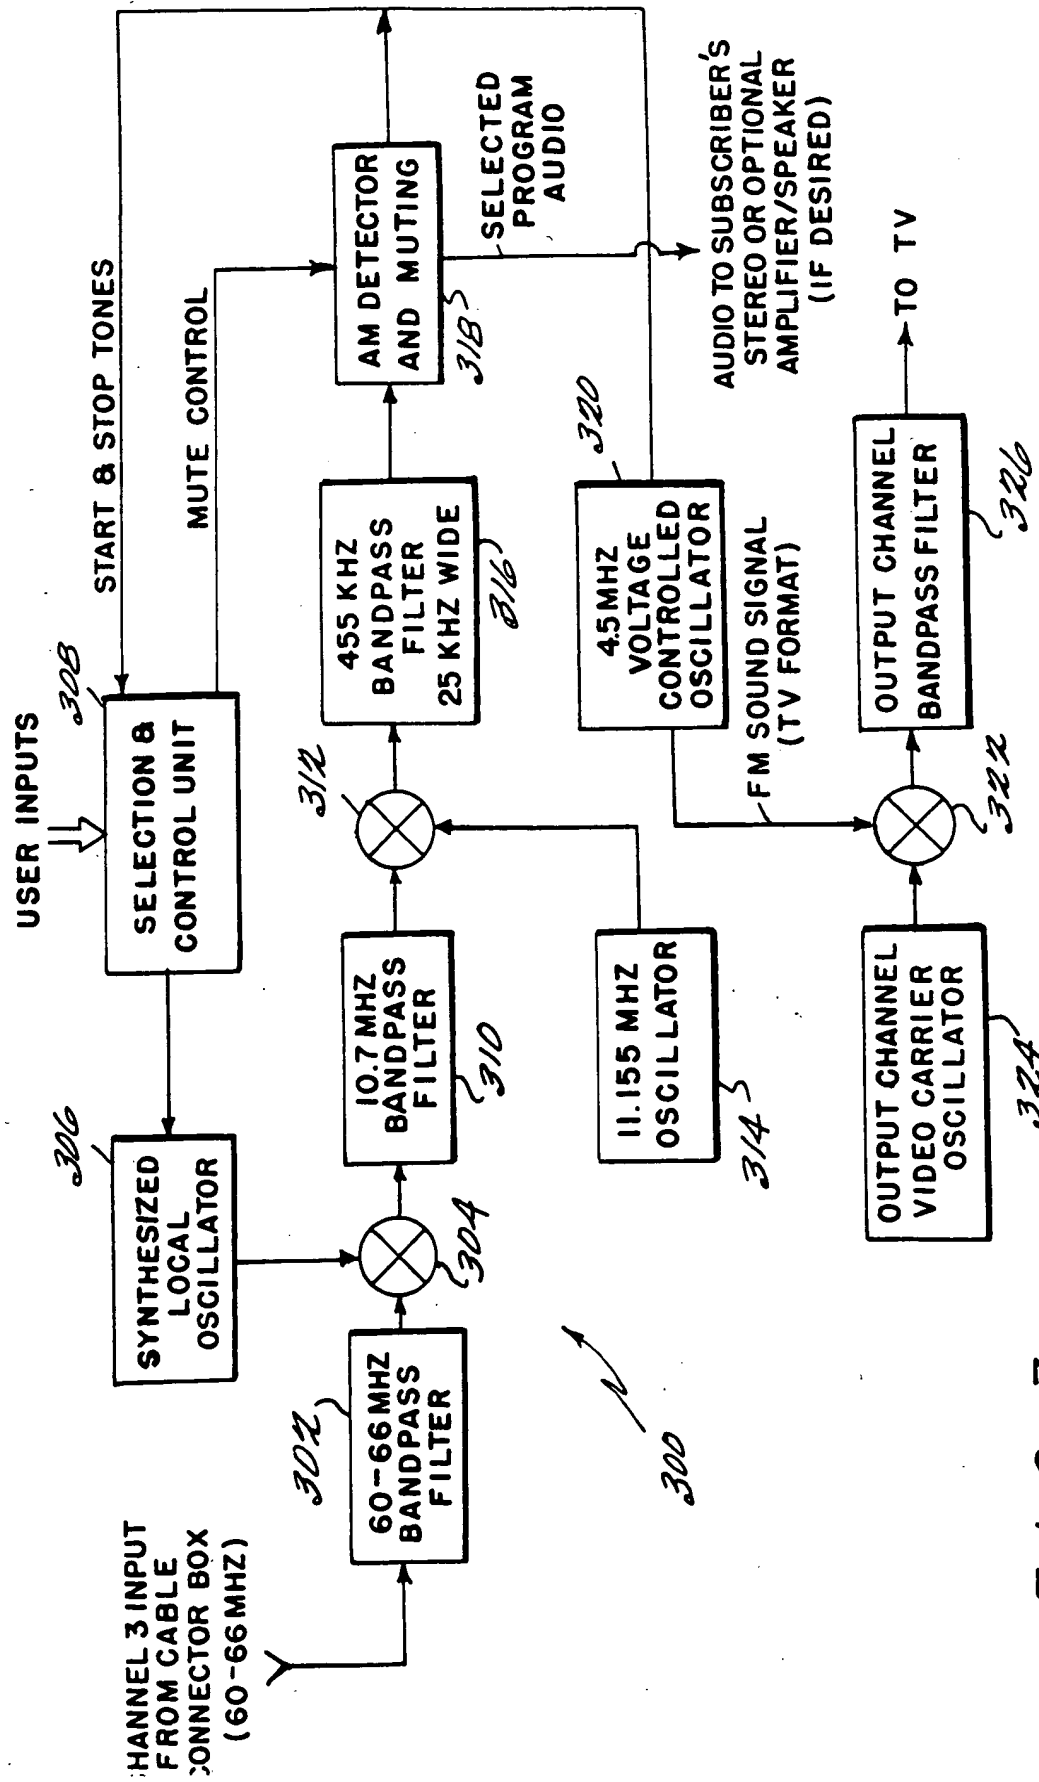 USER INPUTS
308
SELECTION &
CONTROL UNIT
START & STOP TONES
MUTE CONTROL
306
SYNTHESIZED
LOCAL
OSCILLATOR
HANNEL 3 INPUT
FROM CABLE
CONNECTOR BOX
(60-66MHZ)
302
60-66MHZ
BANDPASS
FILTER
304
10.7 MHZ
BANDPASS
FILTER
310
312
455 KHZ
BANDPASS
FILTER
25 KHZ WIDE
316
AM DETECTOR
AND MUTING
318
SELECTED
PROGRAM
AUDIO
11.155 MHZ
OSCILLATOR
314
320
4.5MHZ
VOLTAGE
CONTROLLED
OSCILLATOR
FM SOUND SIGNAL
(TV FORMAT)
AUDIO TO SUBSCRIBER'S
STEREO OR OPTIONAL
AMPLIFIER/SPEAKER
(IF DESIRED)
300
OUTPUT CHANNEL
VIDEO CARRIER
OSCILLATOR
324
322
OUTPUT CHANNEL
BANDPASS FILTER
326
TO TV